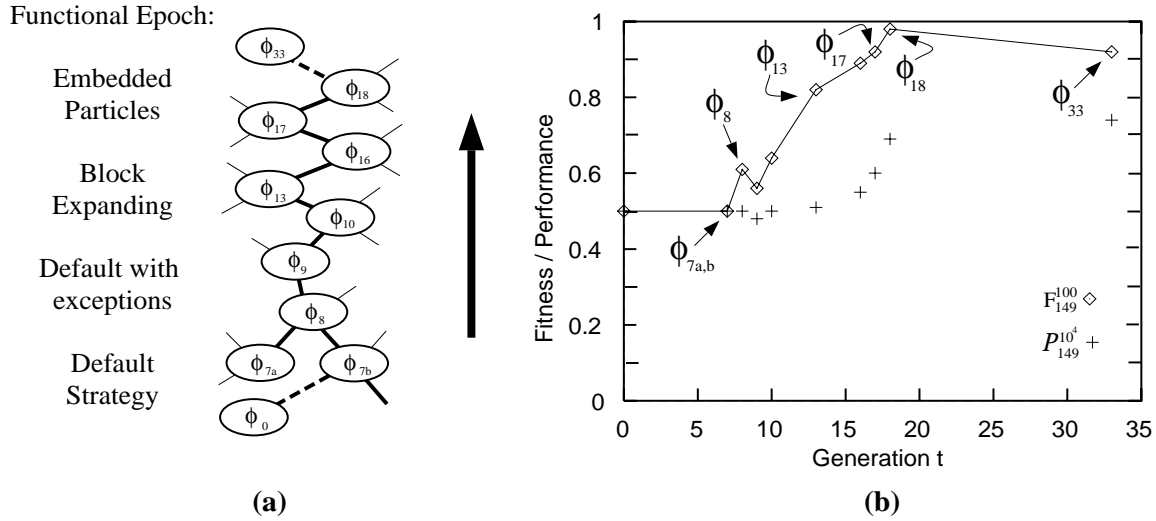 Functional Epoch:
ϕ33
Embedded
Particles
ϕ18
ϕ17
ϕ16
Block
Expanding
ϕ13
ϕ10
Default with
exceptions
ϕ9
ϕ8
Default
Strategy
ϕ7a
ϕ7b
ϕ0
(a)
Fitness / Performance
1
0.8
0.6
0.4
0.2
0
ϕ7a,b
ϕ8
ϕ13
ϕ17
ϕ18
ϕ33
F149^100
P149^10^4
0 5 10 15 20 25 30 35
Generation t
(b)